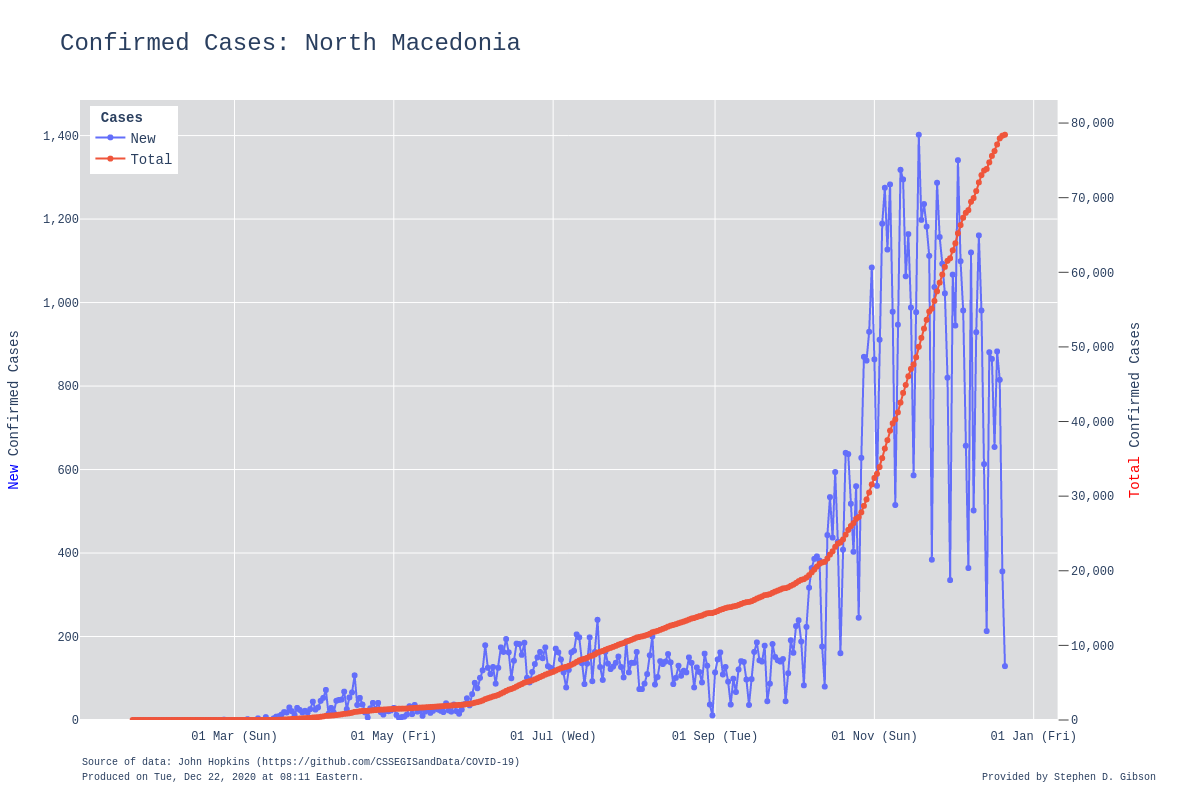 Confirmed Cases: North Macedonia
Cases
New
Total
1,400
1,200
1,000
800
600
400
200
0
New Confirmed Cases
80,000
70,000
60,000
50,000
40,000
30,000
20,000
10,000
0
Total Confirmed Cases
01 Mar (Sun)
01 May (Fri)
01 Jul (Wed)
01 Sep (Tue)
01 Nov (Sun)
01 Jan (Fri)
Source of data: John Hopkins (https://github.com/CSSEGISandData/COVID-19)
Produced on Tue, Dec 22, 2020 at 08:11 Eastern.
Provided by Stephen D. Gibson